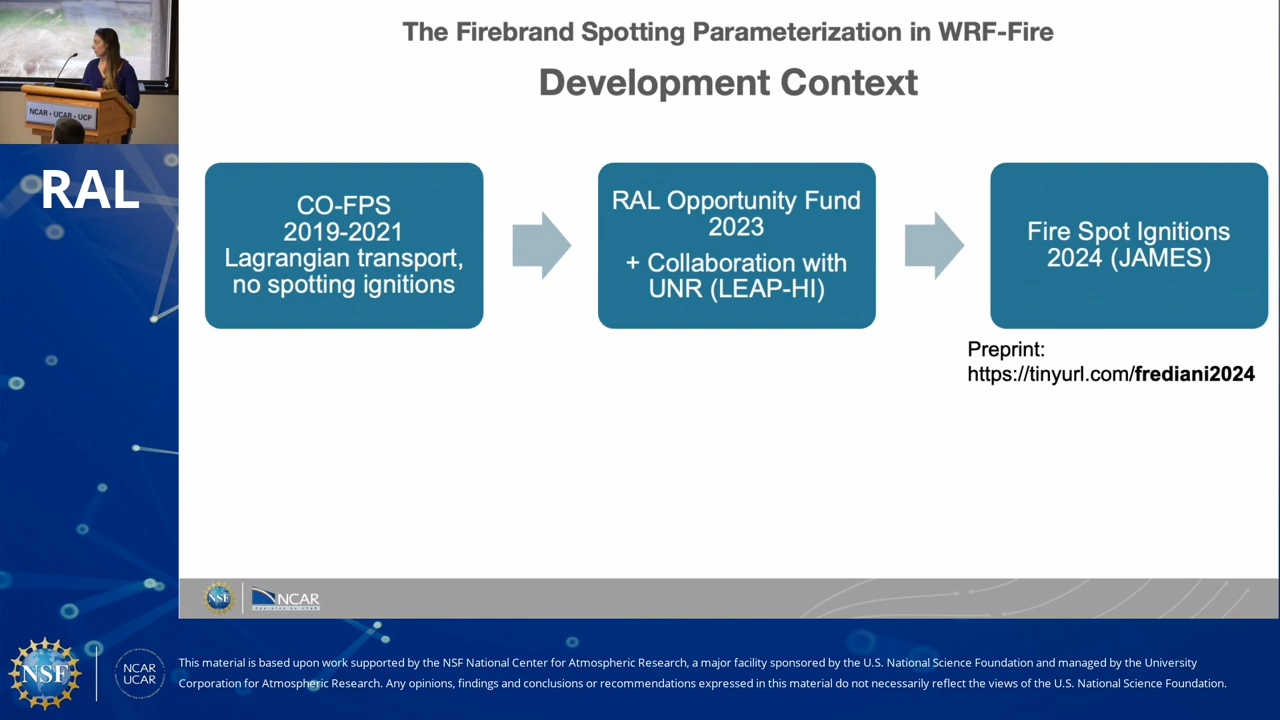 The Firebrand Spotting Parameterization in WRF-Fire
Development Context
NCAR • UCAR • UCP
RAL
CO-FPS
2019-2021
Lagrangian transport,
no spotting ignitions
RAL Opportunity Fund
2023
+ Collaboration with
UNR (LEAP-HI)
Fire Spot Ignitions
2024 (JAMES)
Preprint:
https://tinyurl.com/frediani2024
NSF
NCAR
NSF
NCAR
UCAR
This material is based upon work supported by the NSF National Center for Atmospheric Research, a major facility sponsored by the U.S. National Science Foundation and managed by the University
Corporation for Atmospheric Research. Any opinions, findings and conclusions or recommendations expressed in this material do not necessarily reflect the views of the U.S. National Science Foundation.